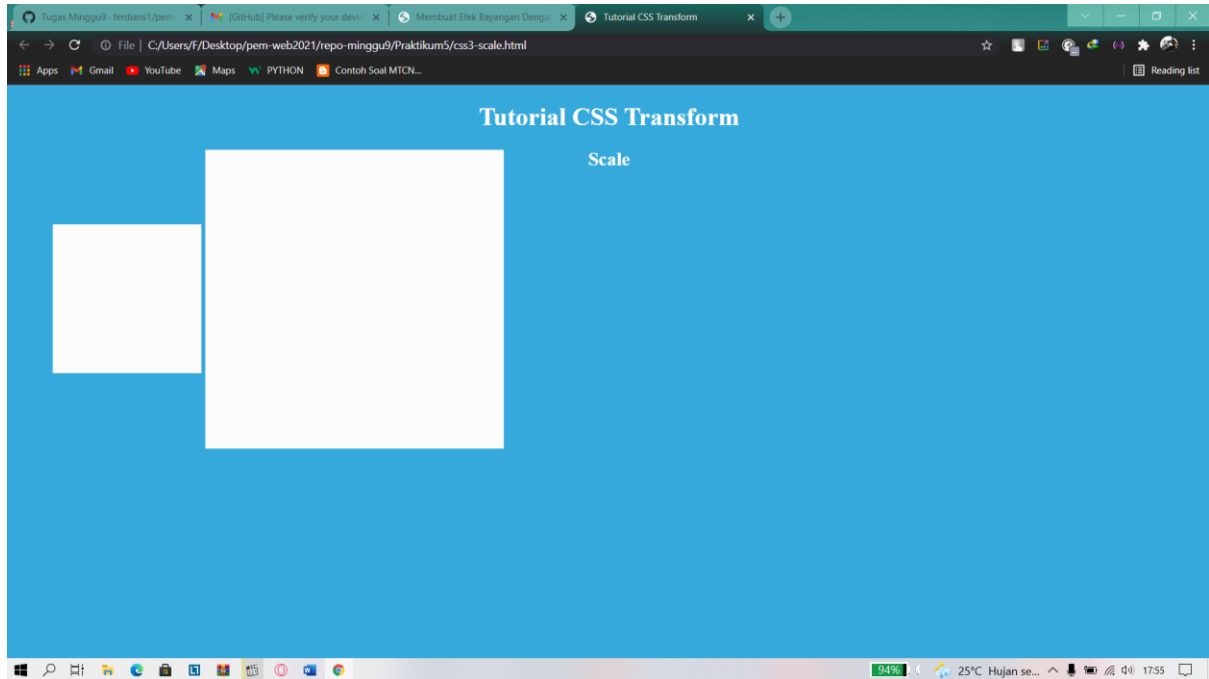 Tugas Minggu9 · ferdians1/pem
[GitHub] Please verify your device
Membuat Efek Bayangan Dengan
Tutorial CSS Transform
File | C:/Users/F/Desktop/pem-web2021/repo-minggu9/Praktikum5/css3-scale.html
Apps Gmail YouTube Maps PYTHON Contoh Soal MTCN... Reading list
Tutorial CSS Transform
Scale
94% 25°C Hujan se... 17:55